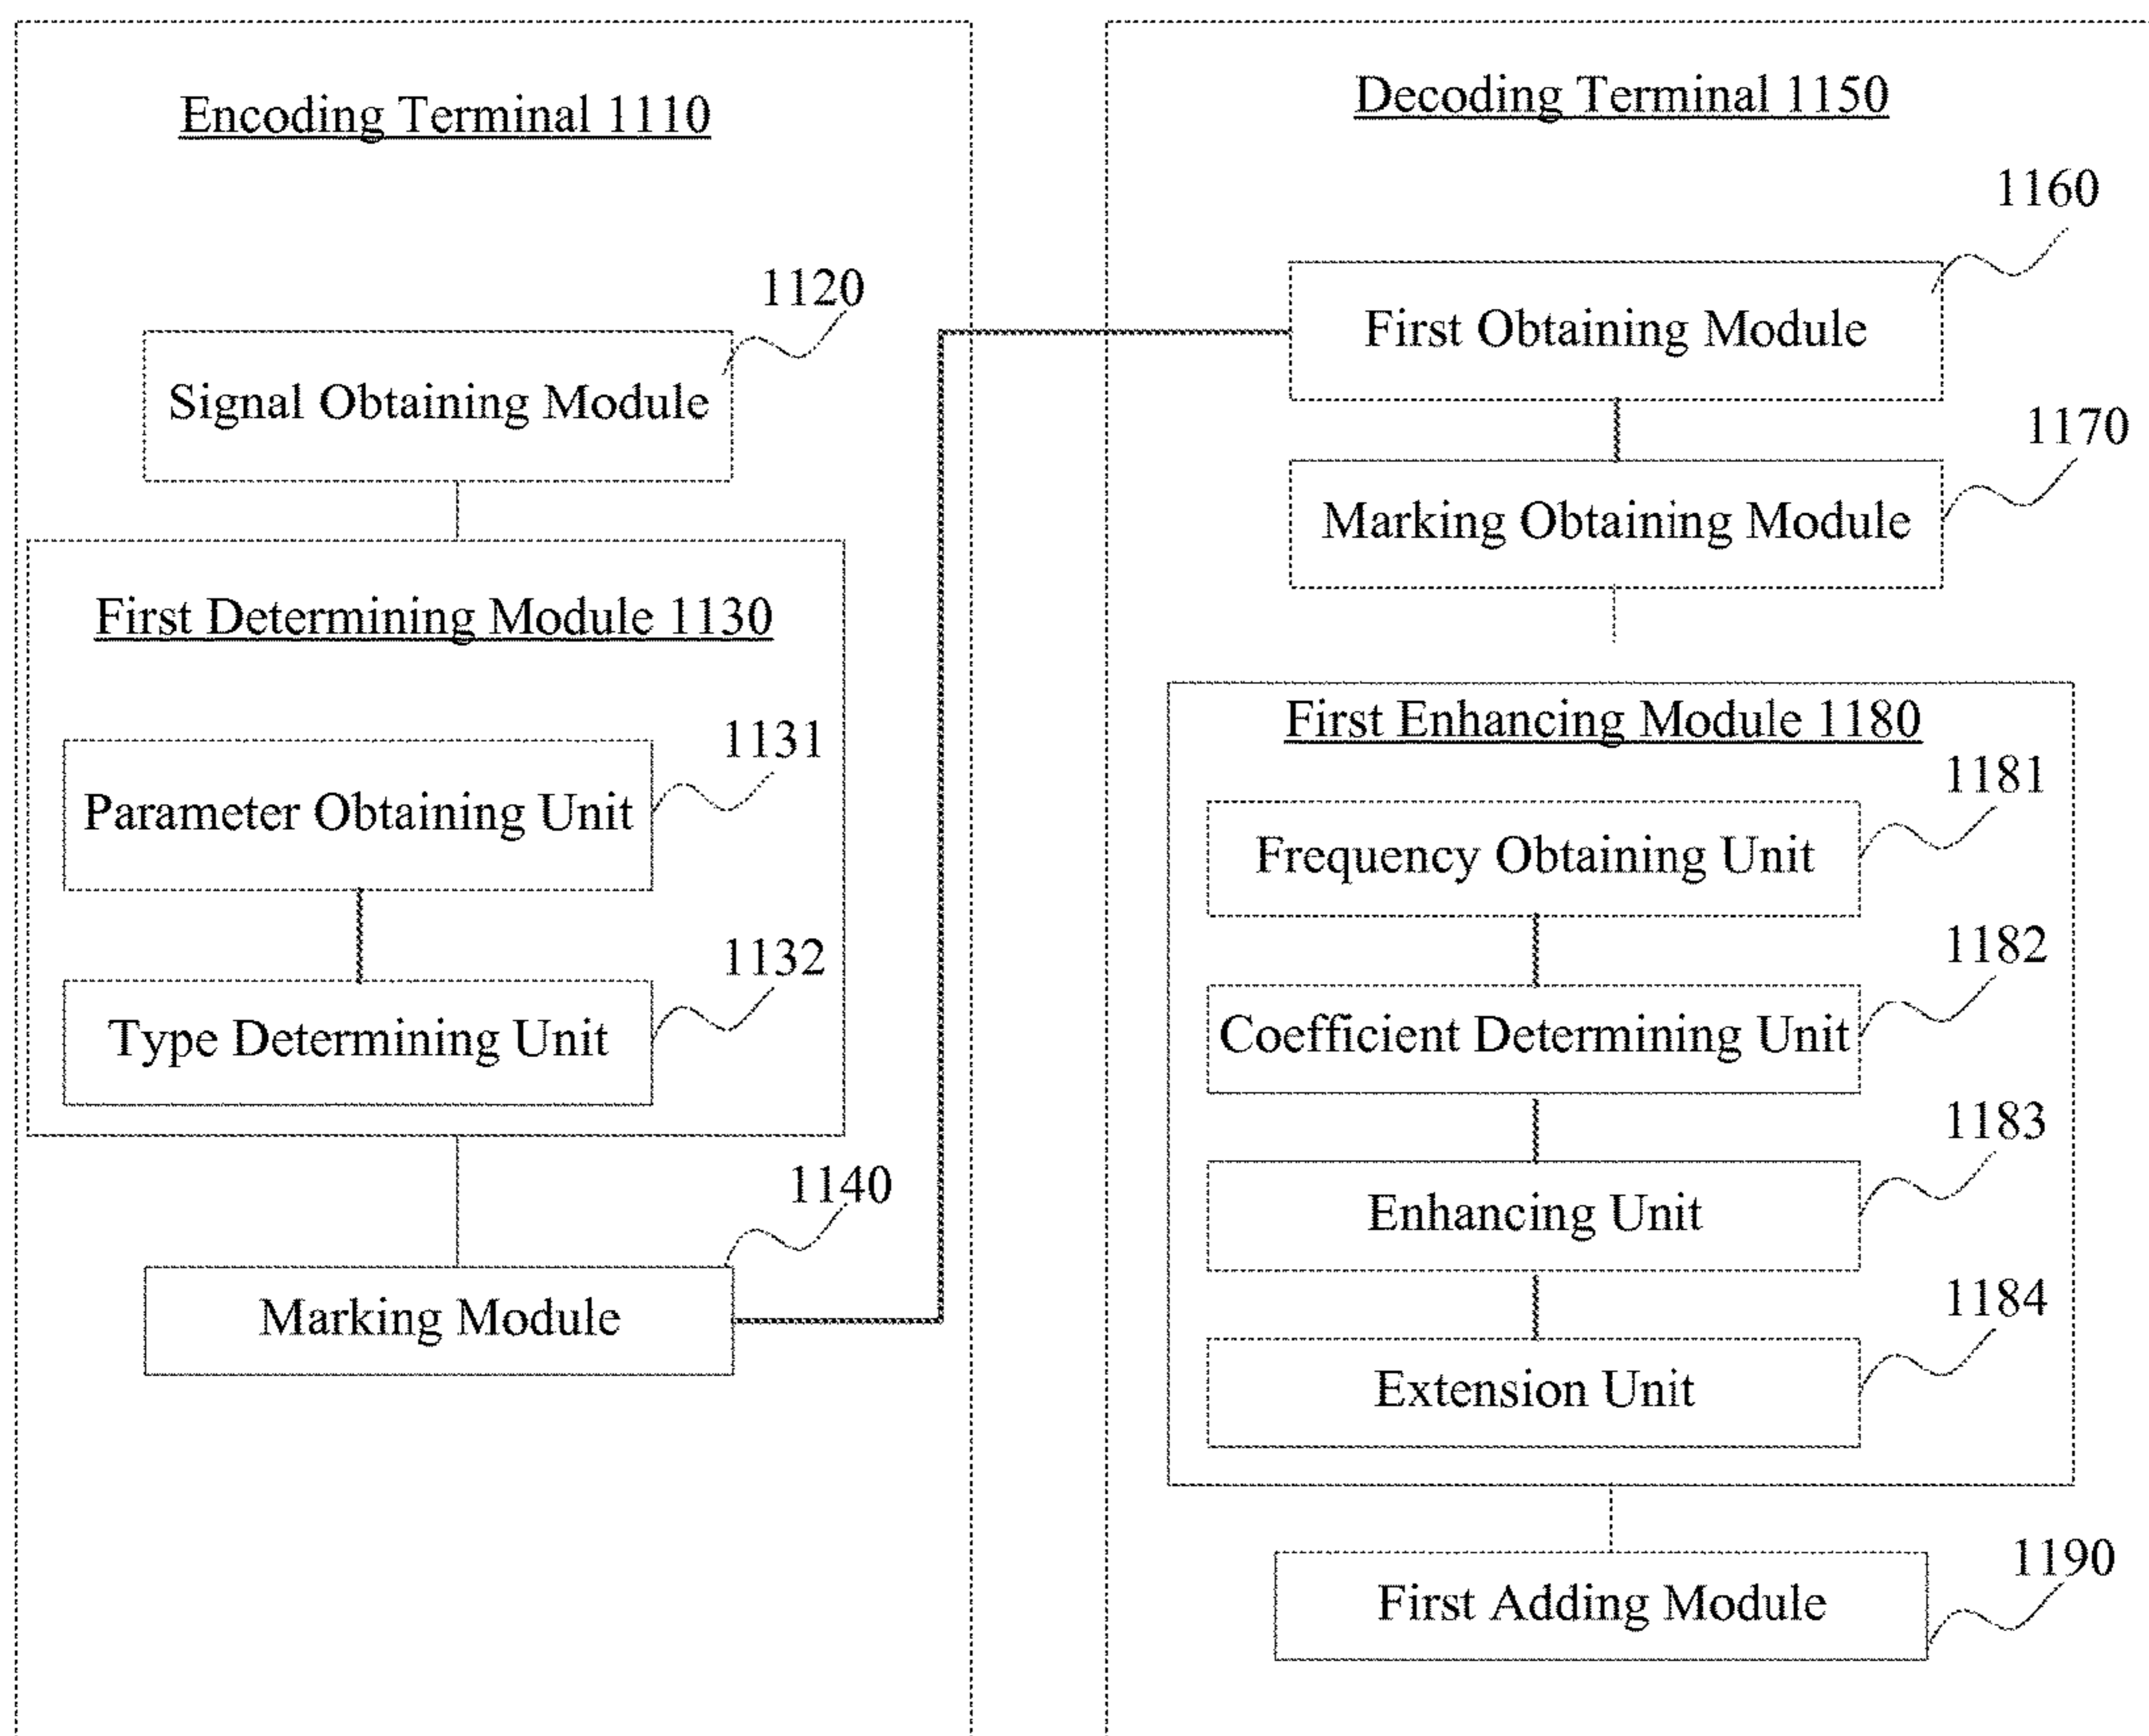 Encoding Terminal 1110
1120
Signal Obtaining Module
First Determining Module 1130
1131
Parameter Obtaining Unit
1132
Type Determining Unit
1140
Marking Module
Decoding Terminal 1150
1160
First Obtaining Module
1170
Marking Obtaining Module
First Enhancing Module 1180
1181
Frequency Obtaining Unit
1182
Coefficient Determining Unit
1183
Enhancing Unit
1184
Extension Unit
1190
First Adding Module